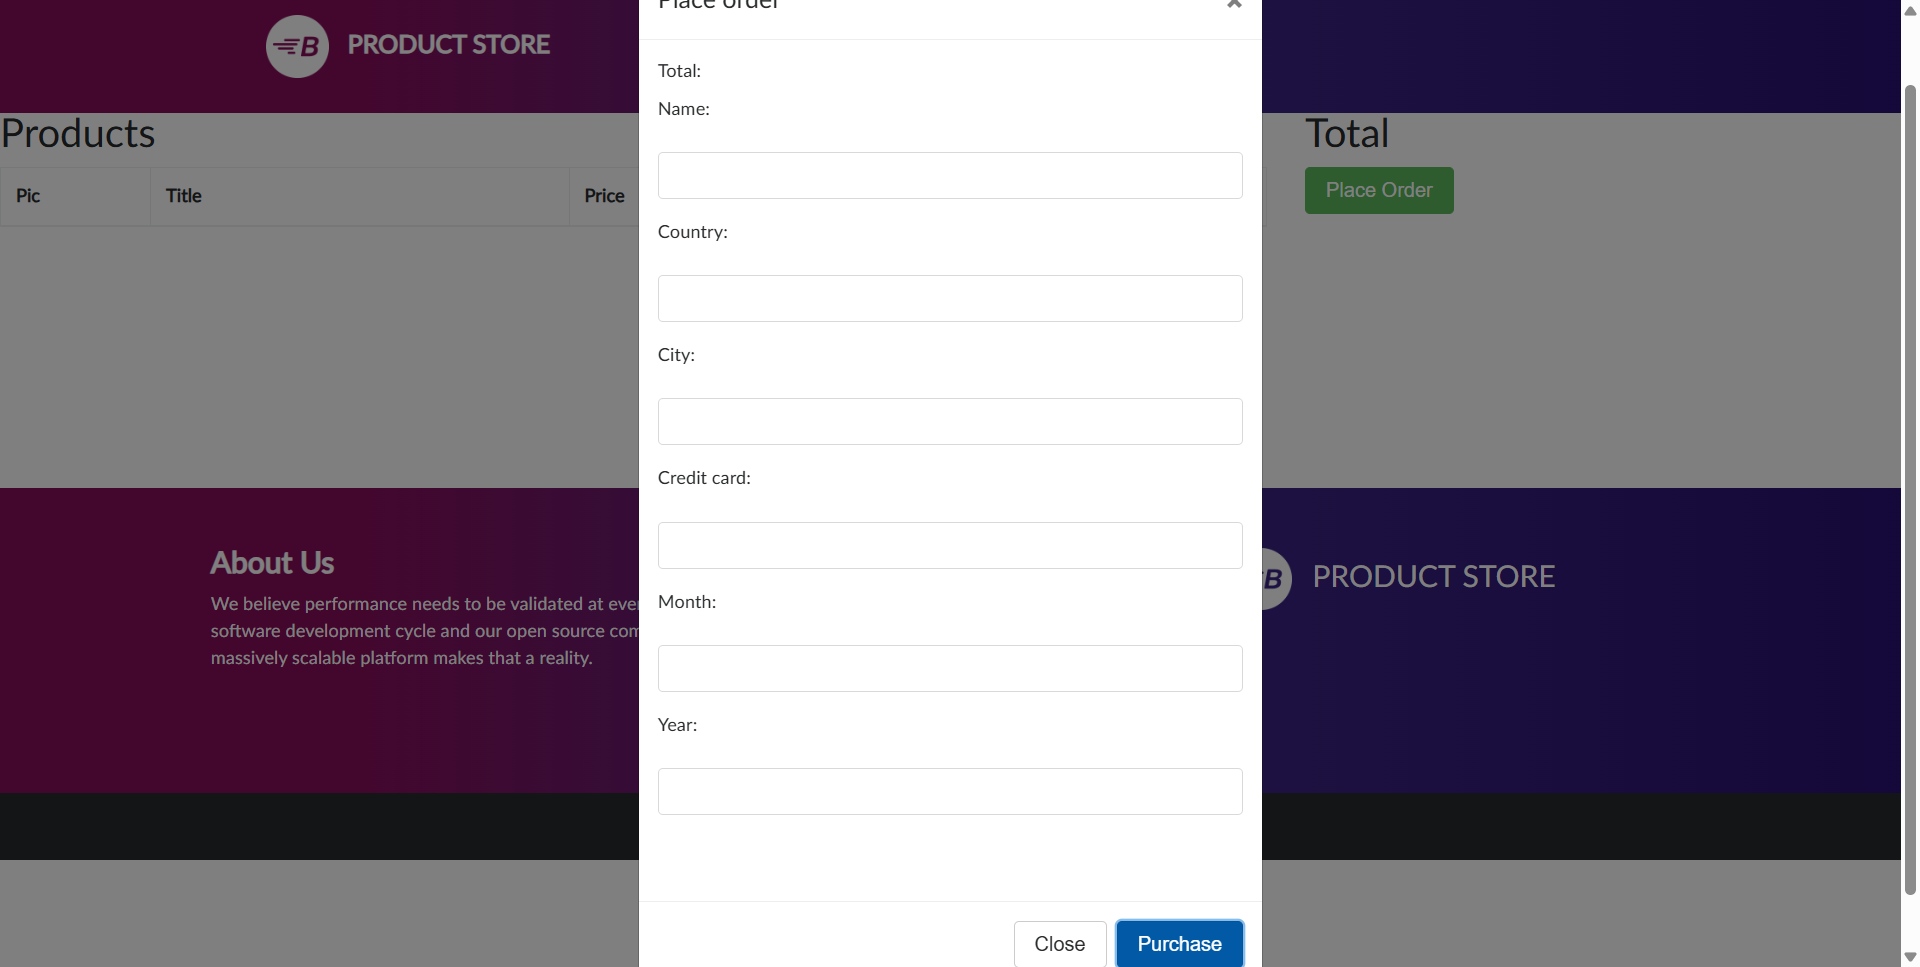 Place order
×
B
PRODUCT STORE
Total:
Name:
Products
Total
Pic
Title
Price
Place Order
Country:
City:
Credit card:
About Us
We believe performance needs to be validated at eve
software development cycle and our open source com
massively scalable platform makes that a reality.
B
PRODUCT STORE
Month:
Year:
Close
Purchase